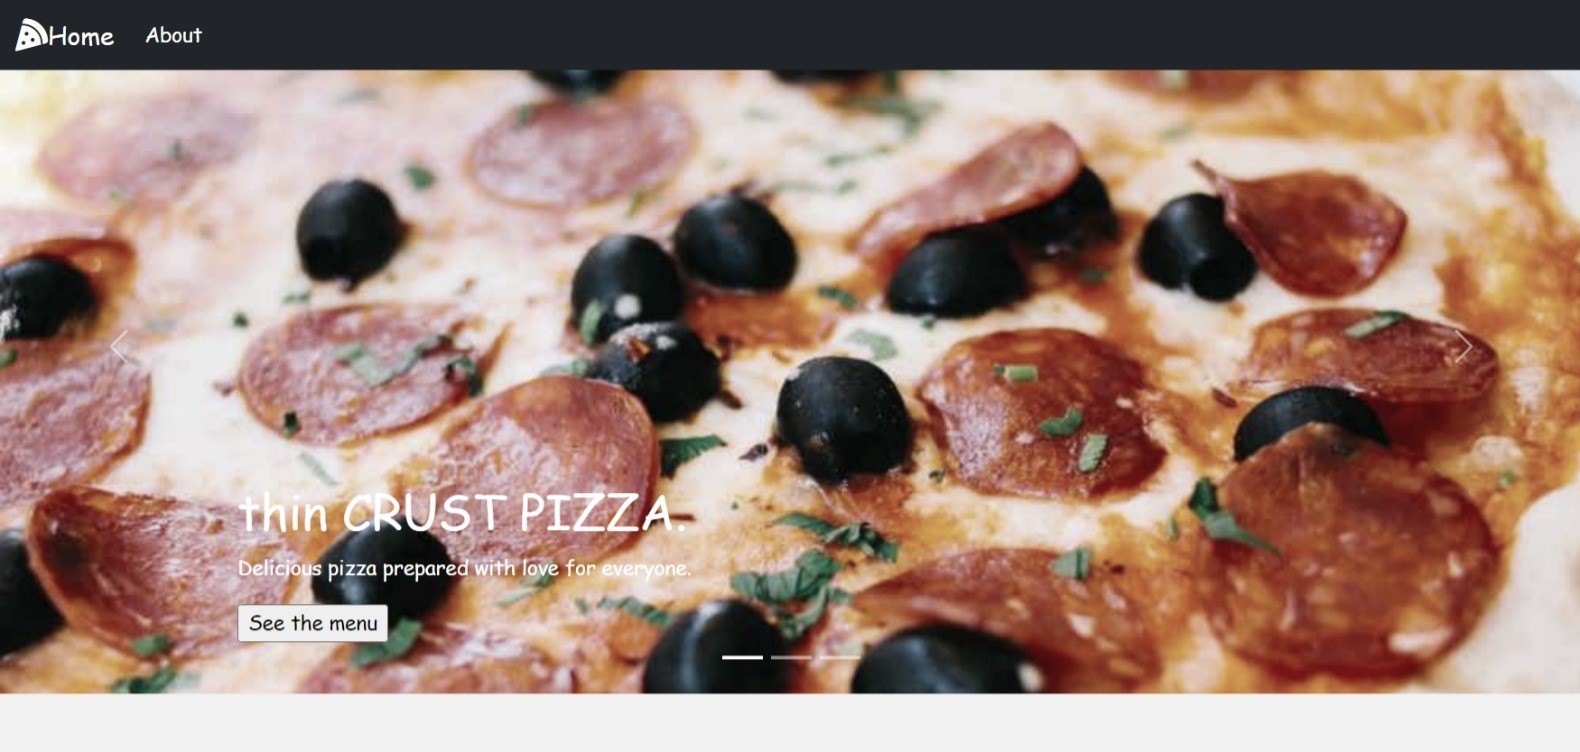 Home About
thin CRUST PIZZA.
Delicious pizza prepared with love for everyone.
See the menu